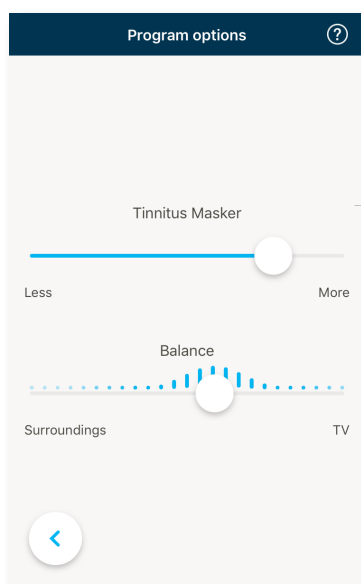 Program options
?
Tinnitus Masker
Less
More
Balance
Surroundings
TV